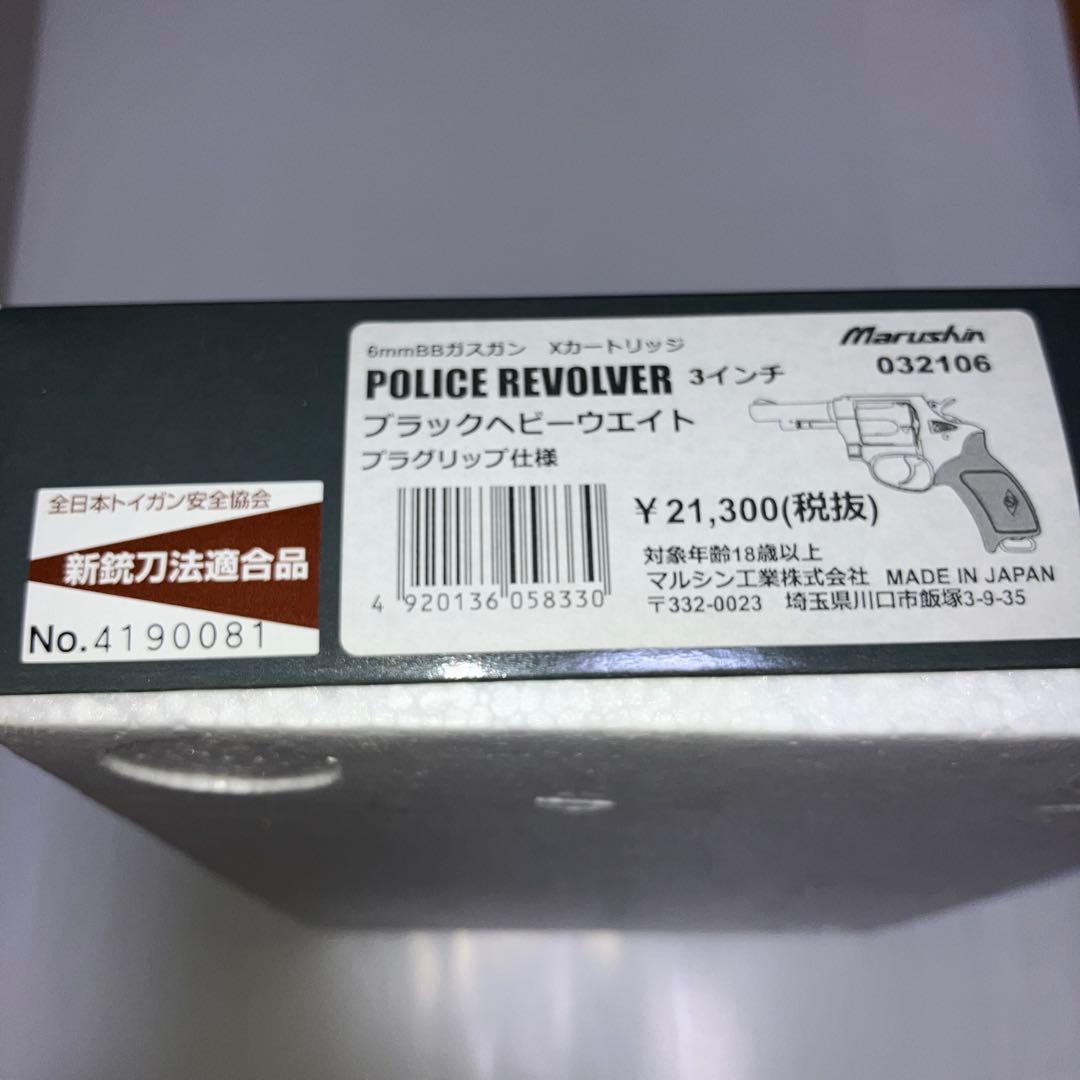 全日本トイガン安全協会
新銃刀法適合品
No.4190081
6mmBBガスガン Xカートリッジ
Marushin
032106
POLICE REVOLVER 3インチ
ブラックヘビーウエイト
プラグリップ仕様
¥21,300(税抜)
4 920136 058330
対象年齢18歳以上
マルシン工業株式会社 MADE IN JAPAN
〒332-0023 埼玉県川口市飯塚3-9-35